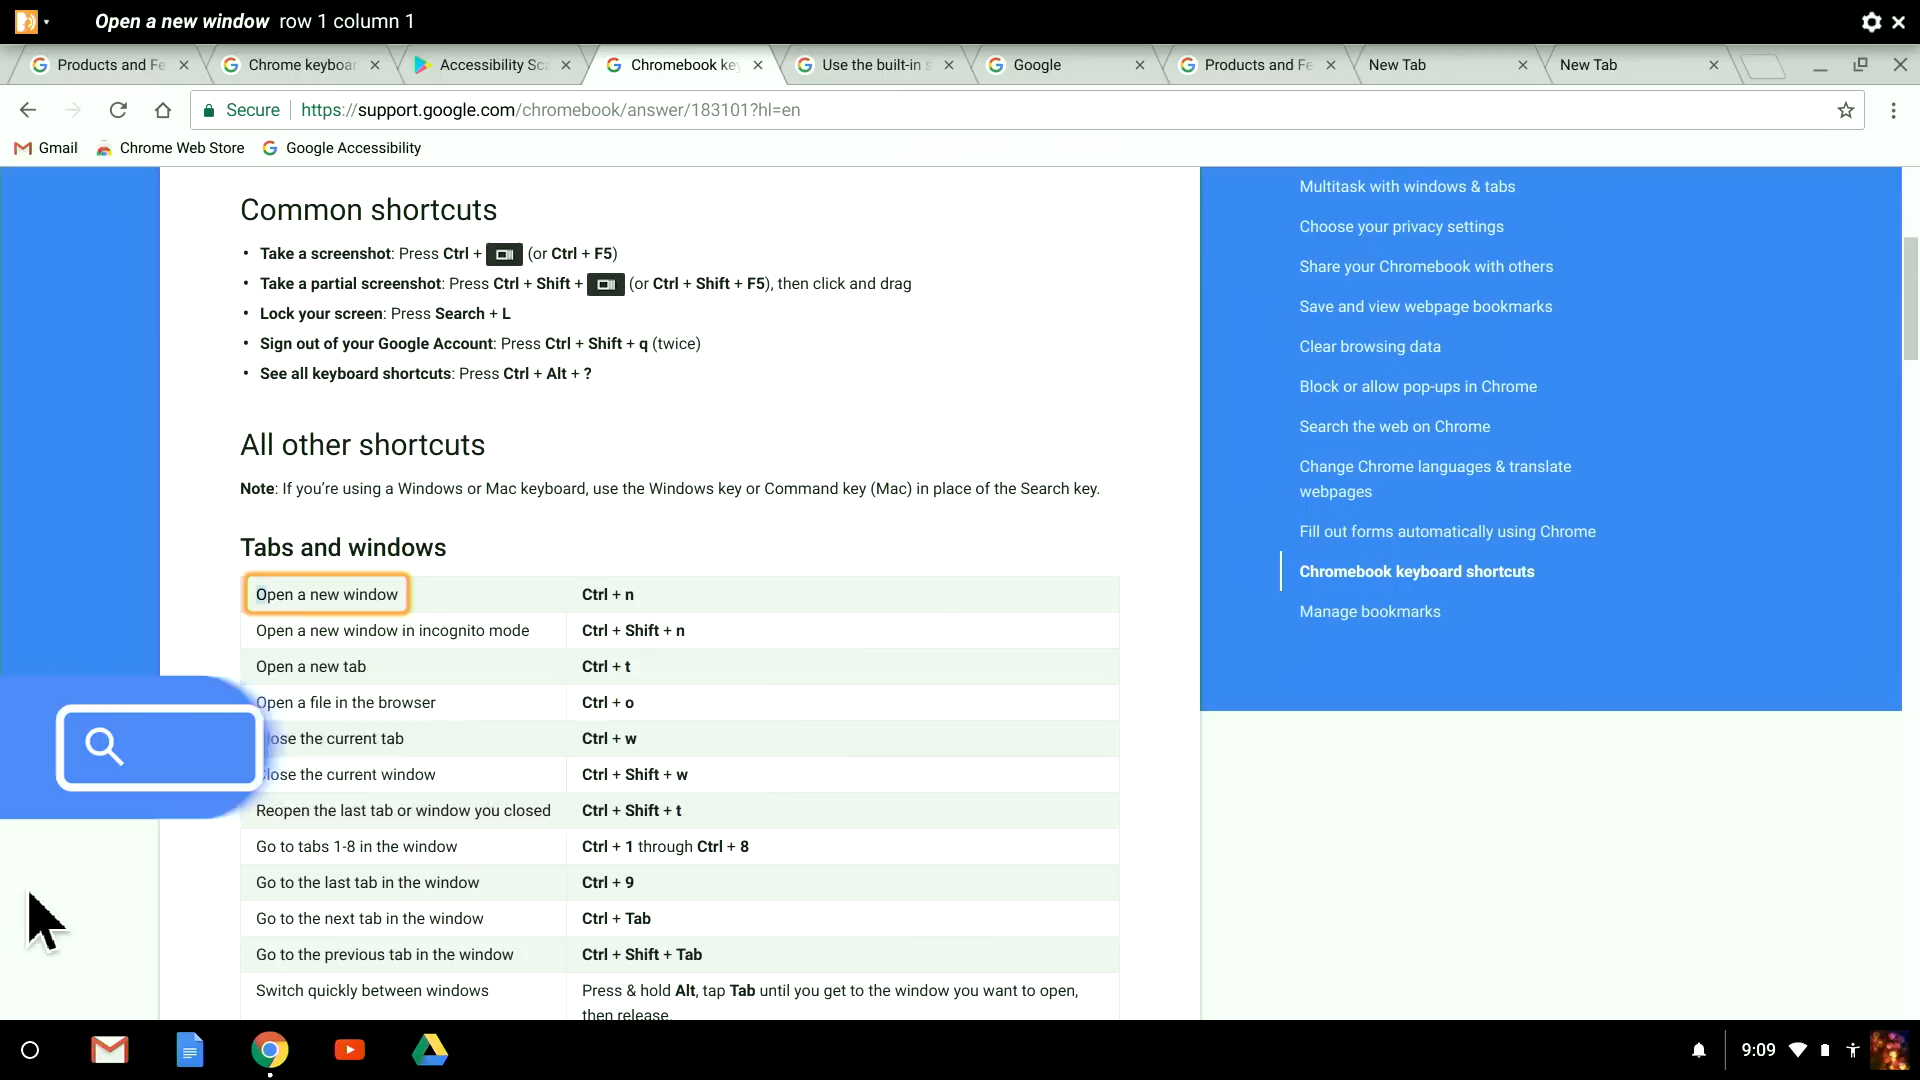 Open a new window row 1 column 1
Products and Fe
Chrome keyboar
Accessibility Sca
Chromebook key
Use the built-in s
Google
Products and Fe
New Tab
New Tab
Secure https://support.google.com/chromebook/answer/183101?hl=en
Gmail Chrome Web Store Google Accessibility
Common shortcuts
• Take a screenshot: Press Ctrl + (or Ctrl + F5)
• Take a partial screenshot: Press Ctrl + Shift + (or Ctrl + Shift + F5), then click and drag
• Lock your screen: Press Search + L
• Sign out of your Google Account: Press Ctrl + Shift + q (twice)
• See all keyboard shortcuts: Press Ctrl + Alt + ?
All other shortcuts
Note: If you’re using a Windows or Mac keyboard, use the Windows key or Command key (Mac) in place of the Search key.
Tabs and windows
Open a new window Ctrl + n
Open a new window in incognito mode Ctrl + Shift + n
Open a new tab Ctrl + t
Open a file in the browser Ctrl + o
lose the current tab Ctrl + w
Close the current window Ctrl + Shift + w
Reopen the last tab or window you closed Ctrl + Shift + t
Go to tabs 1-8 in the window Ctrl + 1 through Ctrl + 8
Go to the last tab in the window Ctrl + 9
Go to the next tab in the window Ctrl + Tab
Go to the previous tab in the window Ctrl + Shift + Tab
Switch quickly between windows Press & hold Alt, tap Tab until you get to the window you want to open,
then release.
Multitask with windows & tabs
Choose your privacy settings
Share your Chromebook with others
Save and view webpage bookmarks
Clear browsing data
Block or allow pop-ups in Chrome
Search the web on Chrome
Change Chrome languages & translate
webpages
Fill out forms automatically using Chrome
Chromebook keyboard shortcuts
Manage bookmarks
9:09